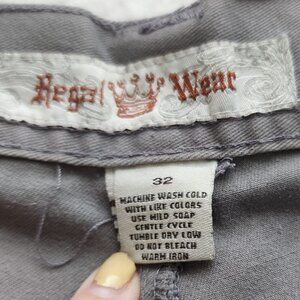 Regal Wear
32
MACHINE WASH COLD
WITH LIKE COLORS
USE MILD SOAP
GENTLE CYCLE
TUMBLE DRY LOW
DO NOT BLEACH
WARM IRON